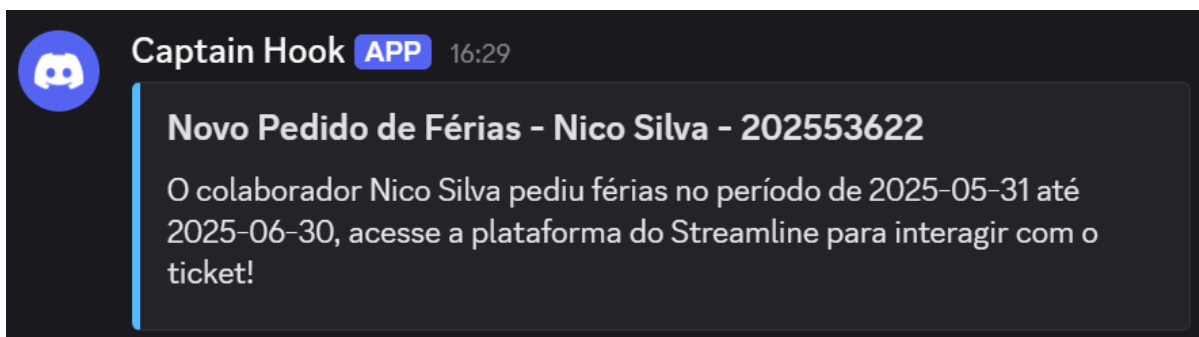 Captain Hook APP 16:29
Novo Pedido de Férias - Nico Silva - 202553622
O colaborador Nico Silva pediu férias no período de 2025-05-31 até
2025-06-30, acesse a plataforma do Streamline para interagir com o
ticket!